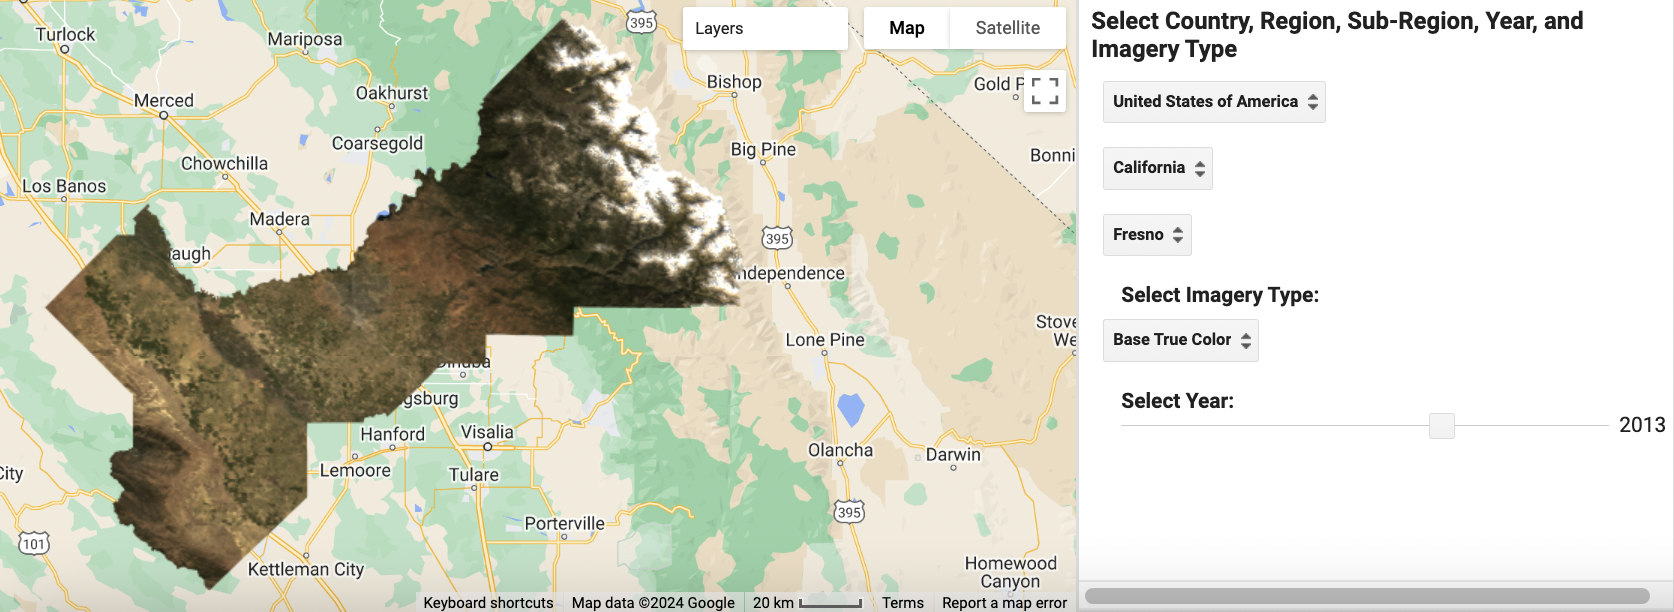 Turlock
Mariposa
395
Layers
Map
Satellite
Merced
Oakhurst
Bishop
Gold P
Coarsegold
Chowchilla
Big Pine
Bonni
Los Banos
Madera
395
augh
ndependence
Stove
We
Lone Pine
Dinuba
gsburg
Hanford
Visalia
Olancha
Darwin
Lemoore
Tulare
City
395
Porterville
101
Kettleman City
Homewood
Canyon
Keyboard shortcuts
Map data ©2024 Google
20 km
Terms
Report a map error
Select Country, Region, Sub-Region, Year, and
Imagery Type
United States of America
California
Fresno
Select Imagery Type:
Base True Color
Select Year:
2013